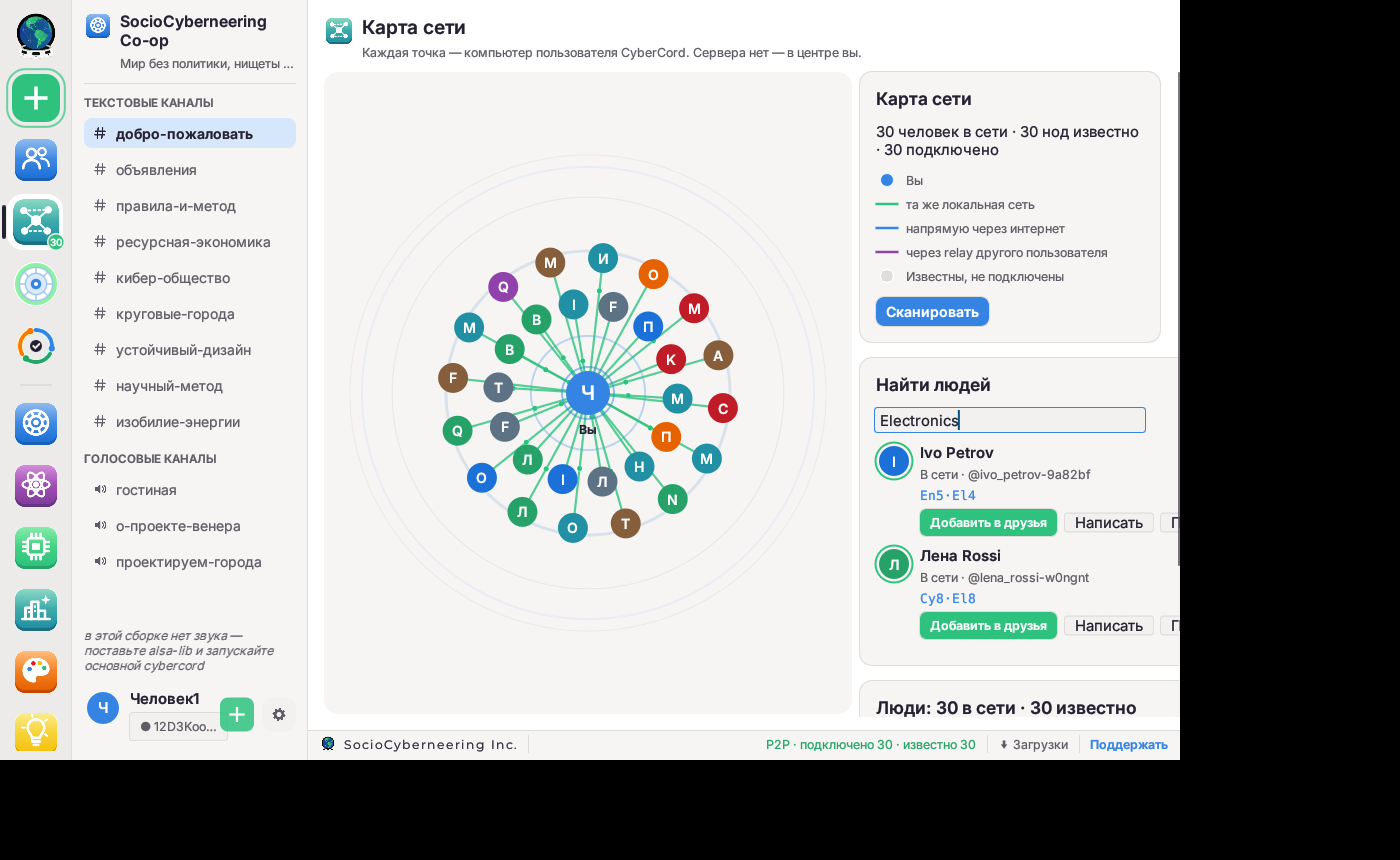 SocioCyberneering
Co-op
Мир без политики, нищеты ...
ТЕКСТОВЫЕ КАНАЛЫ
# добро-пожаловать
# объявления
# правила-и-метод
# ресурсная-экономика
# кибер-общество
# круговые-города
# устойчивый-дизайн
# научный-метод
# изобилие-энергии
ГОЛОСОВЫЕ КАНАЛЫ
гостиная
о-проекте-венера
проектируем-города
в этой сборке нет звука —
поставьте alsa-lib и запускайте
основной cybercord
Ч
Человек1
12D3Koo...
30
Карта сети
Каждая точка — компьютер пользователя CyberCord. Сервера нет — в центре вы.
М
И
О
Q
I
F
М
В
П
М
В
К
А
F
Т
Ч
М
С
Вы
Q
F
П
М
Л
Н
О
I
Л
N
Л
О
Т
Карта сети
30 человек в сети · 30 нод известно
· 30 подключено
Вы
та же локальная сеть
напрямую через интернет
через relay другого пользователя
Известны, не подключены
Сканировать
Найти людей
Electronics
I
Ivo Petrov
В сети · @ivo_petrov-9a82bf
En5·El4
Добавить в друзья
Написать
Л
Лена Rossi
В сети · @lena_rossi-w0ngnt
Cy8·El8
Добавить в друзья
Написать
Люди: 30 в сети · 30 известно
SocioCyberneering Inc.
P2P · подключено 30 · известно 30
Загрузки
Поддержать